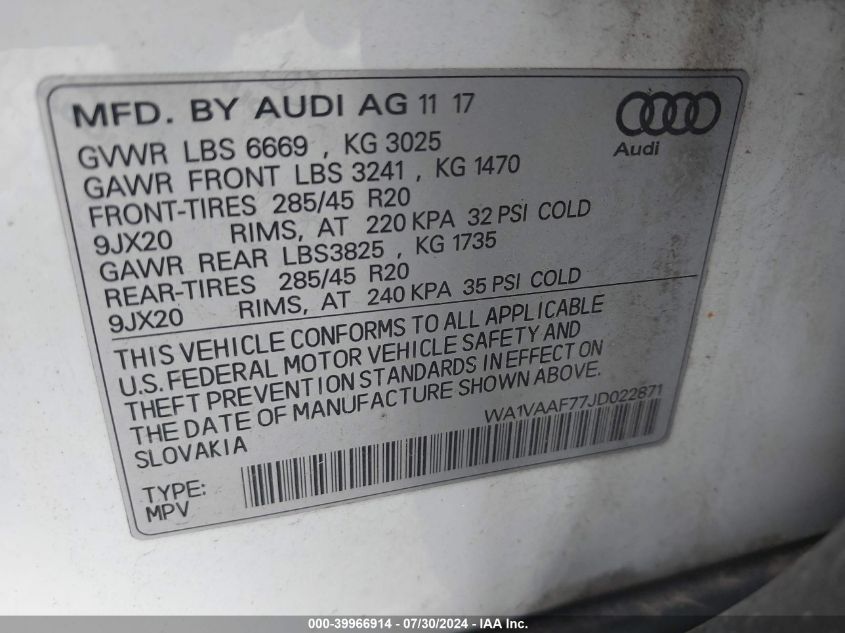 MFD. BY AUDI AG 11 17
Audi
GVWR LBS 6669 , KG 3025
GAWR FRONT LBS 3241 , KG 1470
FRONT-TIRES 285/45 R20
9JX20 RIMS, AT 220 KPA 32 PSI COLD
GAWR REAR LBS3825 , KG 1735
REAR-TIRES 285/45 R20
9JX20 RIMS, AT 240 KPA 35 PSI COLD
THIS VEHICLE CONFORMS TO ALL APPLICABLE
U.S. FEDERAL MOTOR VEHICLE SAFETY AND
THEFT PREVENTION STANDARDS IN EFFECT ON
THE DATE OF MANUFACTURE SHOWN ABOVE.
SLOVAKIA
WA1VAAF77JD022871
TYPE:
MPV
000-39966914 - 07/30/2024 - IAA Inc.